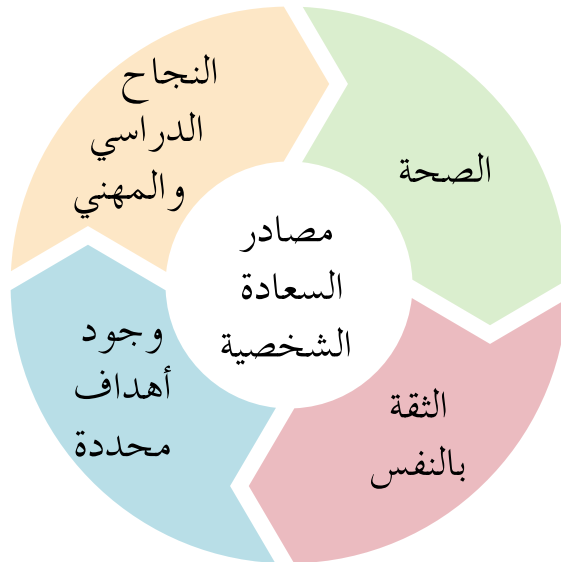 مصادر
السعادة
الشخصية
الصحة
الثقة
بالنفس
وجود
أهداف
محددة
النجاح
الدراسي
والمهني